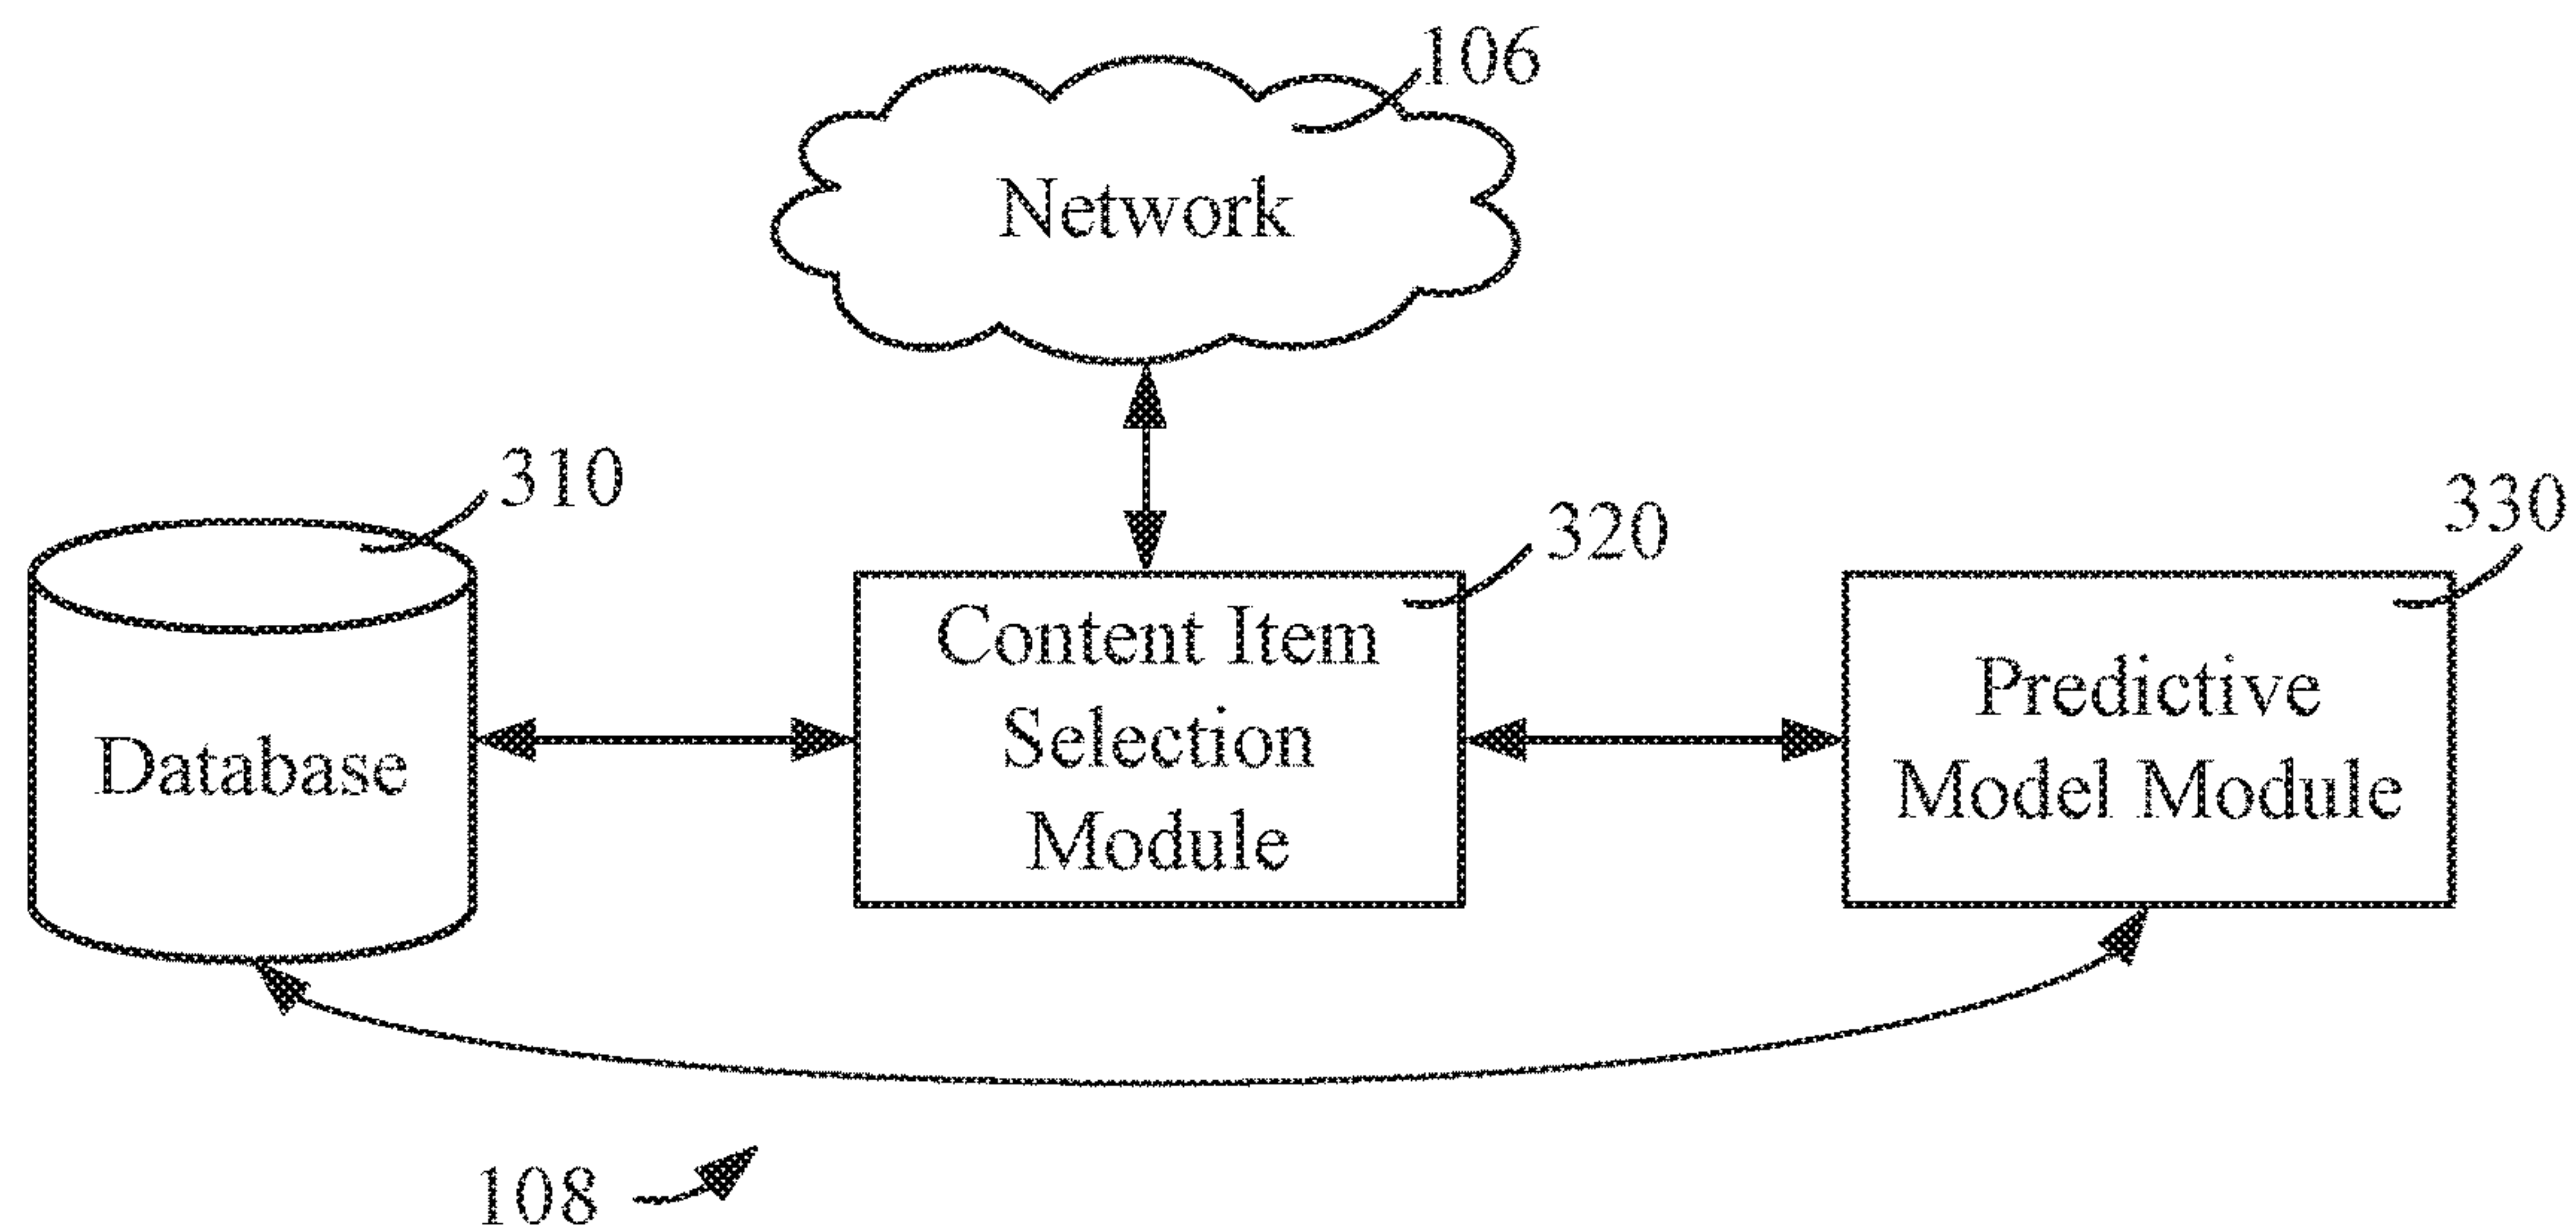 106
Network
310
320
330
Content Item
Selection
Module
Predictive
Model Module
Database
108